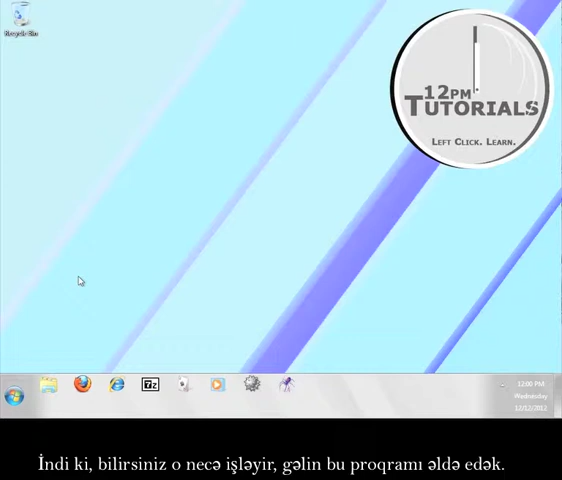 Recycle Bin
12PM
TUTORIALS
LEFT CLICK. LEARN.
7z
12:00 PM
Wednesday
12/12/2012
İndi ki, bilirsiniz o necə işləyir, gəlin bu proqramı əldə edək.